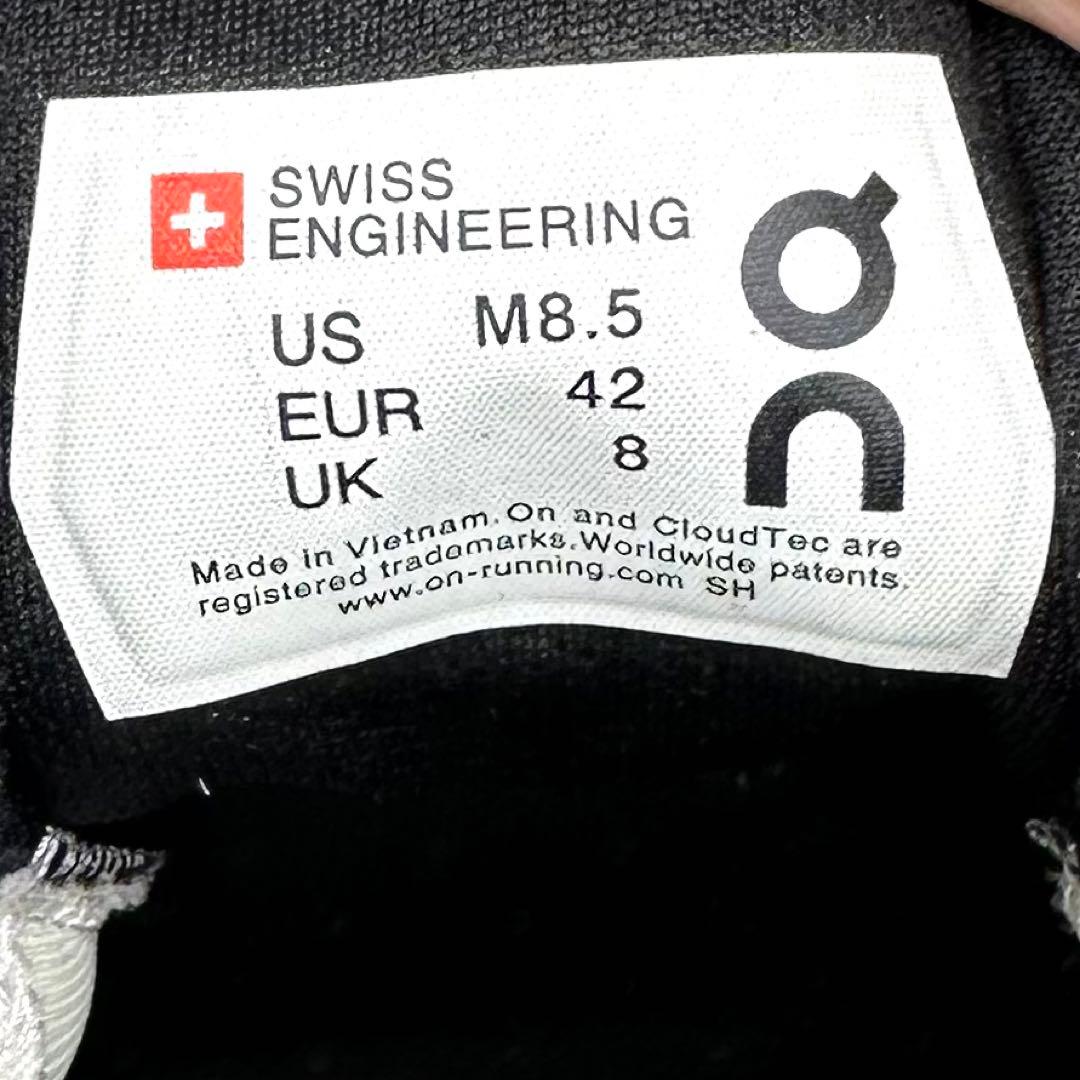 SWISS
ENGINEERING
US M8.5
EUR 42
UK 8
Made in Vietnam. On and CloudTec are
registered trademarks. Worldwide patents.
www.on-running.com SH
On